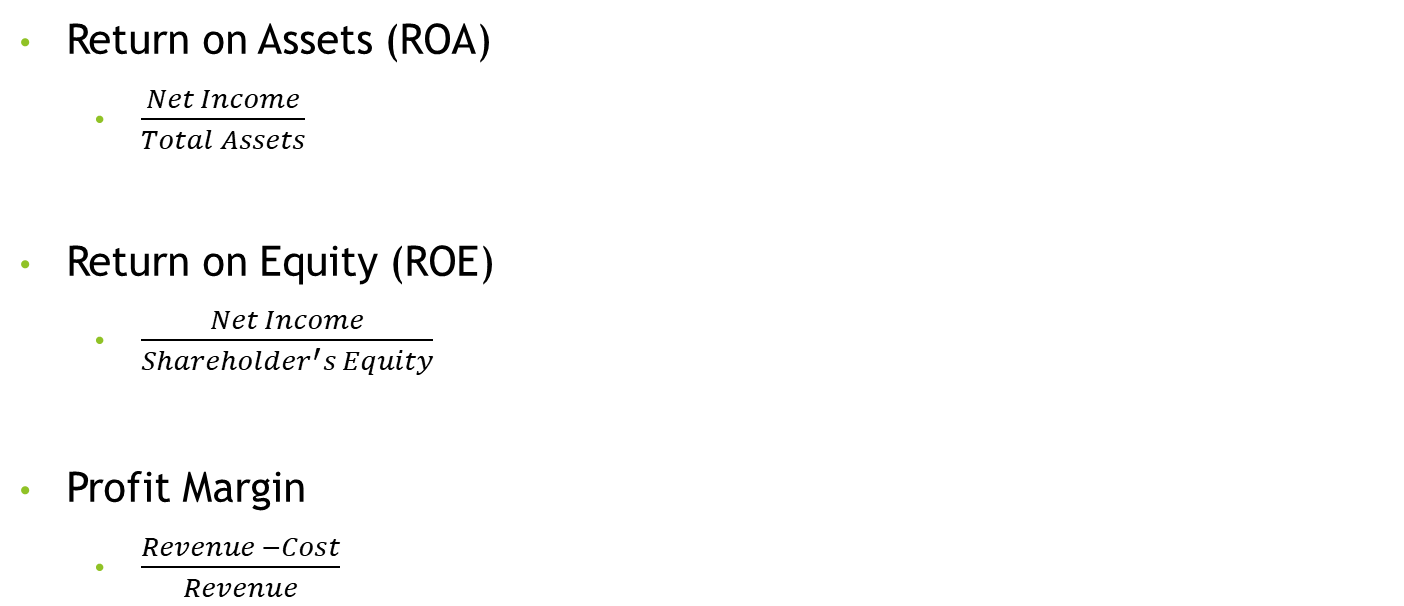 • Return on Assets (ROA)
• Net Income
Total Assets
• Return on Equity (ROE)
• Net Income
Shareholder's Equity
• Profit Margin
• Revenue −Cost
Revenue